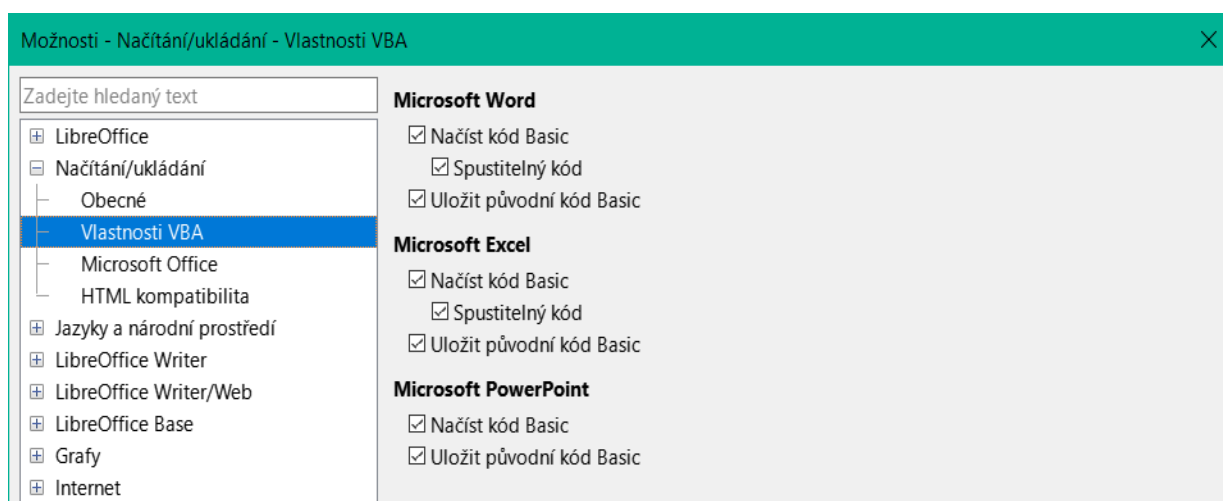 Možnosti - Načítání/ukládání - Vlastnosti VBA
Zadejte hledaný text
LibreOffice
Načítání/ukládání
Obecné
Vlastnosti VBA
Microsoft Office
HTML kompatibilita
Jazyky a národní prostředí
LibreOffice Writer
LibreOffice Writer/Web
LibreOffice Base
Grafy
Internet
Microsoft Word
Načíst kód Basic
Spustitelný kód
Uložit původní kód Basic
Microsoft Excel
Načíst kód Basic
Spustitelný kód
Uložit původní kód Basic
Microsoft PowerPoint
Načíst kód Basic
Uložit původní kód Basic